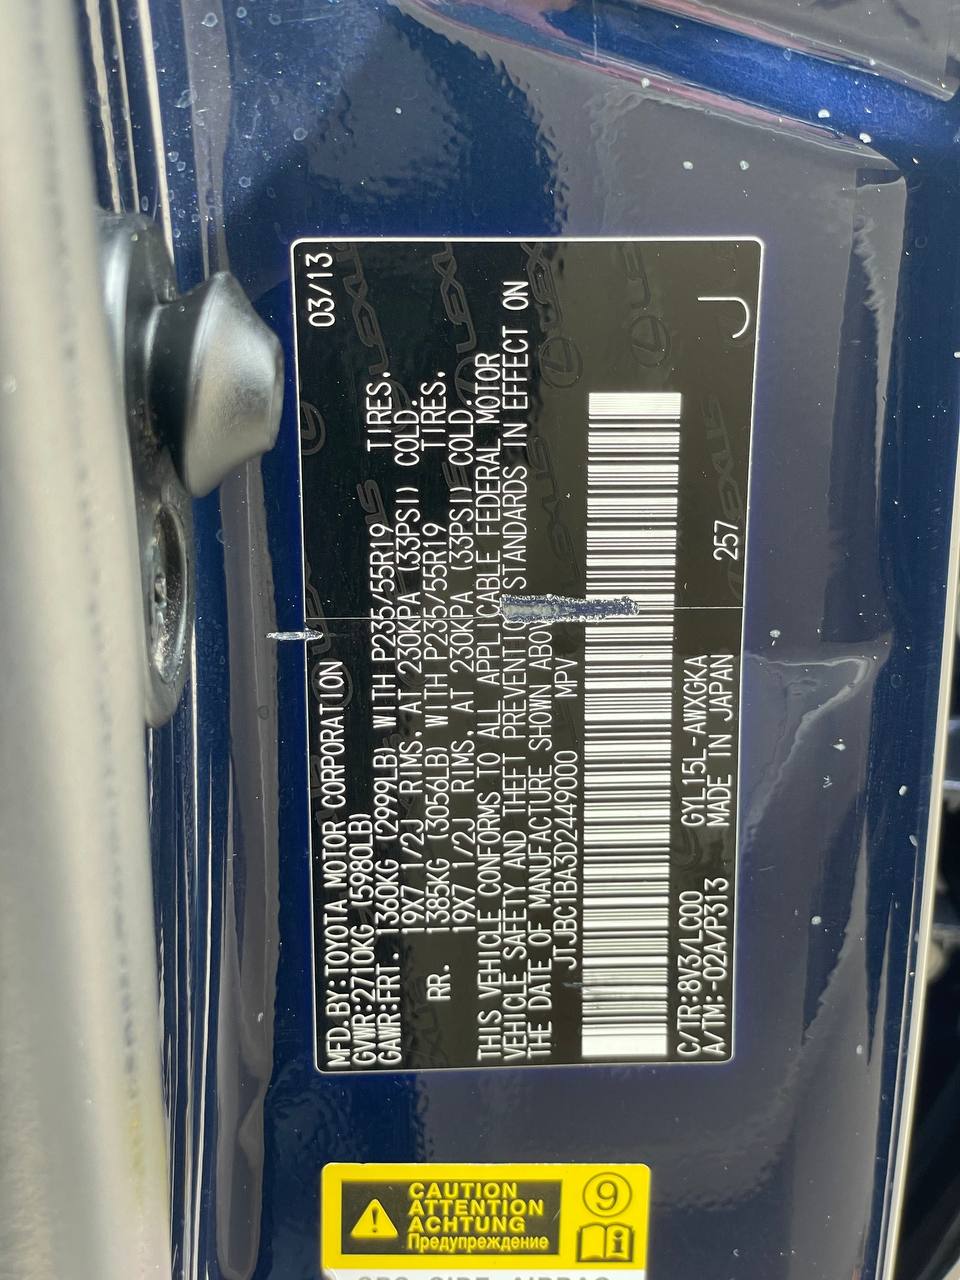 MFD.BY:TOYOTA MOTOR CORPORATION 03/13
GVWR:2710KG (5980LB)
GAWR:FRT. 1360KG (2999LB) WITH P235/55R19 TIRES.
19X7 1/2J RIMS.AT 230KPA (33PSI) COLD.
RR. 1385KG (3056LB) WITH P235/55R19 TIRES.
19X7 1/2J RIMS.AT 230KPA (33PSI) COLD.
THIS VEHICLE CONFORMS TO ALL APPLICABLE FEDERAL MOTOR
VEHICLE SAFETY AND THEFT PREVENTION STANDARDS IN EFFECT ON
THE DATE OF MANUFACTURE SHOWN ABOVE
JTJBC1BA3D2449000 MPV
C/TR:8V3/LC00 GYL15L-AWXGKA J
A/TM:-02A/P313 MADE IN JAPAN 257
CAUTION
ATTENTION
ACHTUNG
Предупреждение
9
i
SRS SIDE AIRBAG